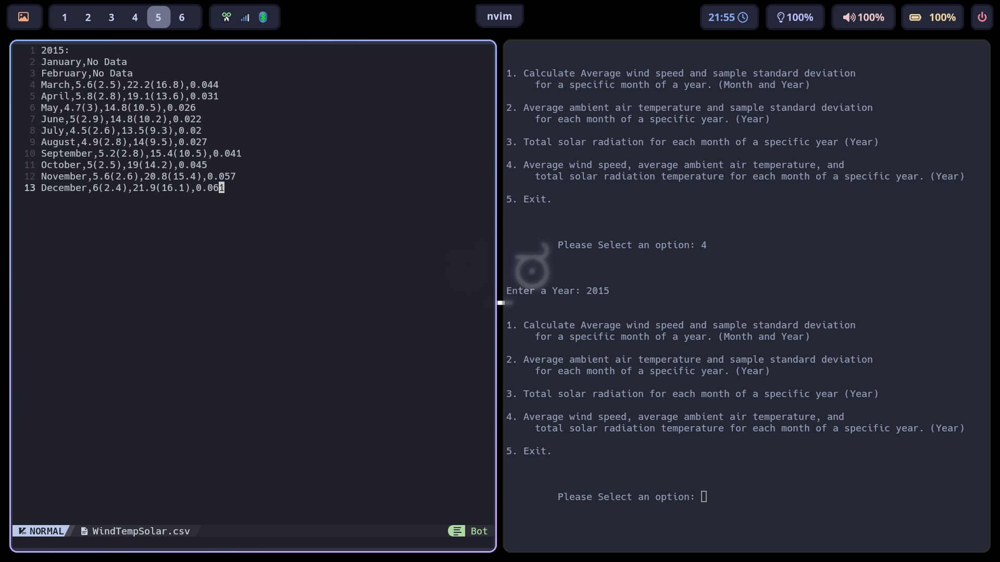 1 2 3 4 5 6
nvim
21:55
100%
100%
100%
1 2015:
2 January,No Data
3 February,No Data
4 March,5.6(2.5),22.2(16.8),0.044
5 April,5.8(2.8),19.1(13.6),0.031
6 May,4.7(3),14.8(10.5),0.026
7 June,5(2.9),14.8(10.2),0.022
8 July,4.5(2.6),13.5(9.3),0.02
9 August,4.9(2.8),14(9.5),0.027
10 September,5.2(2.8),15.4(10.5),0.041
11 October,5(2.5),19(14.2),0.045
12 November,5.6(2.6),20.8(15.4),0.057
13 December,6(2.4),21.9(16.1),0.061
NORMAL WindTempSolar.csv Bot
1. Calculate Average wind speed and sample standard deviation
for a specific month of a year. (Month and Year)
2. Average ambient air temperature and sample standard deviation
for each month of a specific year. (Year)
3. Total solar radiation for each month of a specific year (Year)
4. Average wind speed, average ambient air temperature, and
total solar radiation temperature for each month of a specific year. (Year)
5. Exit.
Please Select an option: 4
Enter a Year: 2015
1. Calculate Average wind speed and sample standard deviation
for a specific month of a year. (Month and Year)
2. Average ambient air temperature and sample standard deviation
for each month of a specific year. (Year)
3. Total solar radiation for each month of a specific year (Year)
4. Average wind speed, average ambient air temperature, and
total solar radiation temperature for each month of a specific year. (Year)
5. Exit.
Please Select an option: